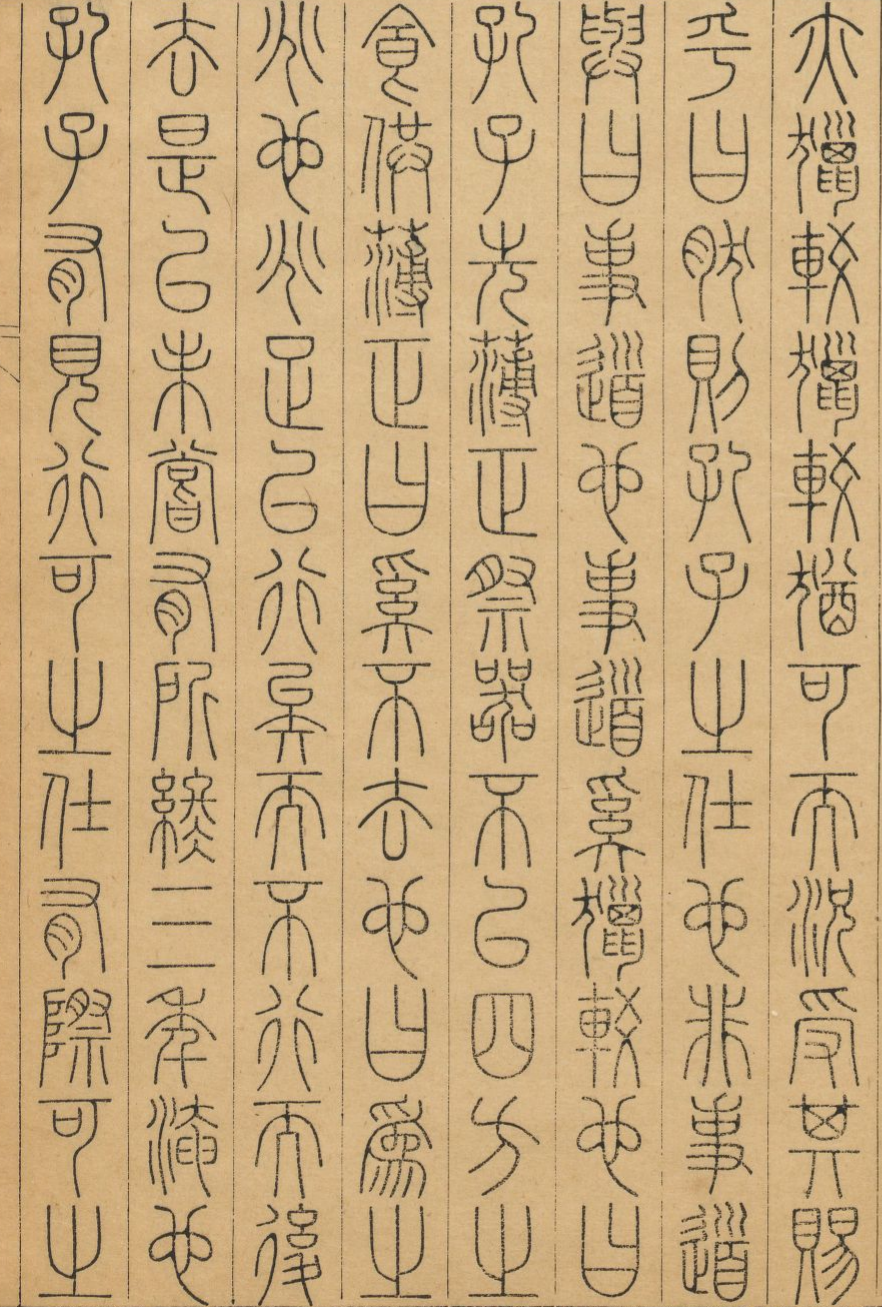 亦獵較獵較猶可而況受其賜
乎曰然則孔子之仕也非事道
與曰事道也事道奚獵較也曰
孔子先薄正祭器不以四方之
食供薄正曰奚不去也曰為之
兆也兆足以行矣而不行而後
去是以未嘗有所終三年淹也
孔子有見行可之仕有際可之